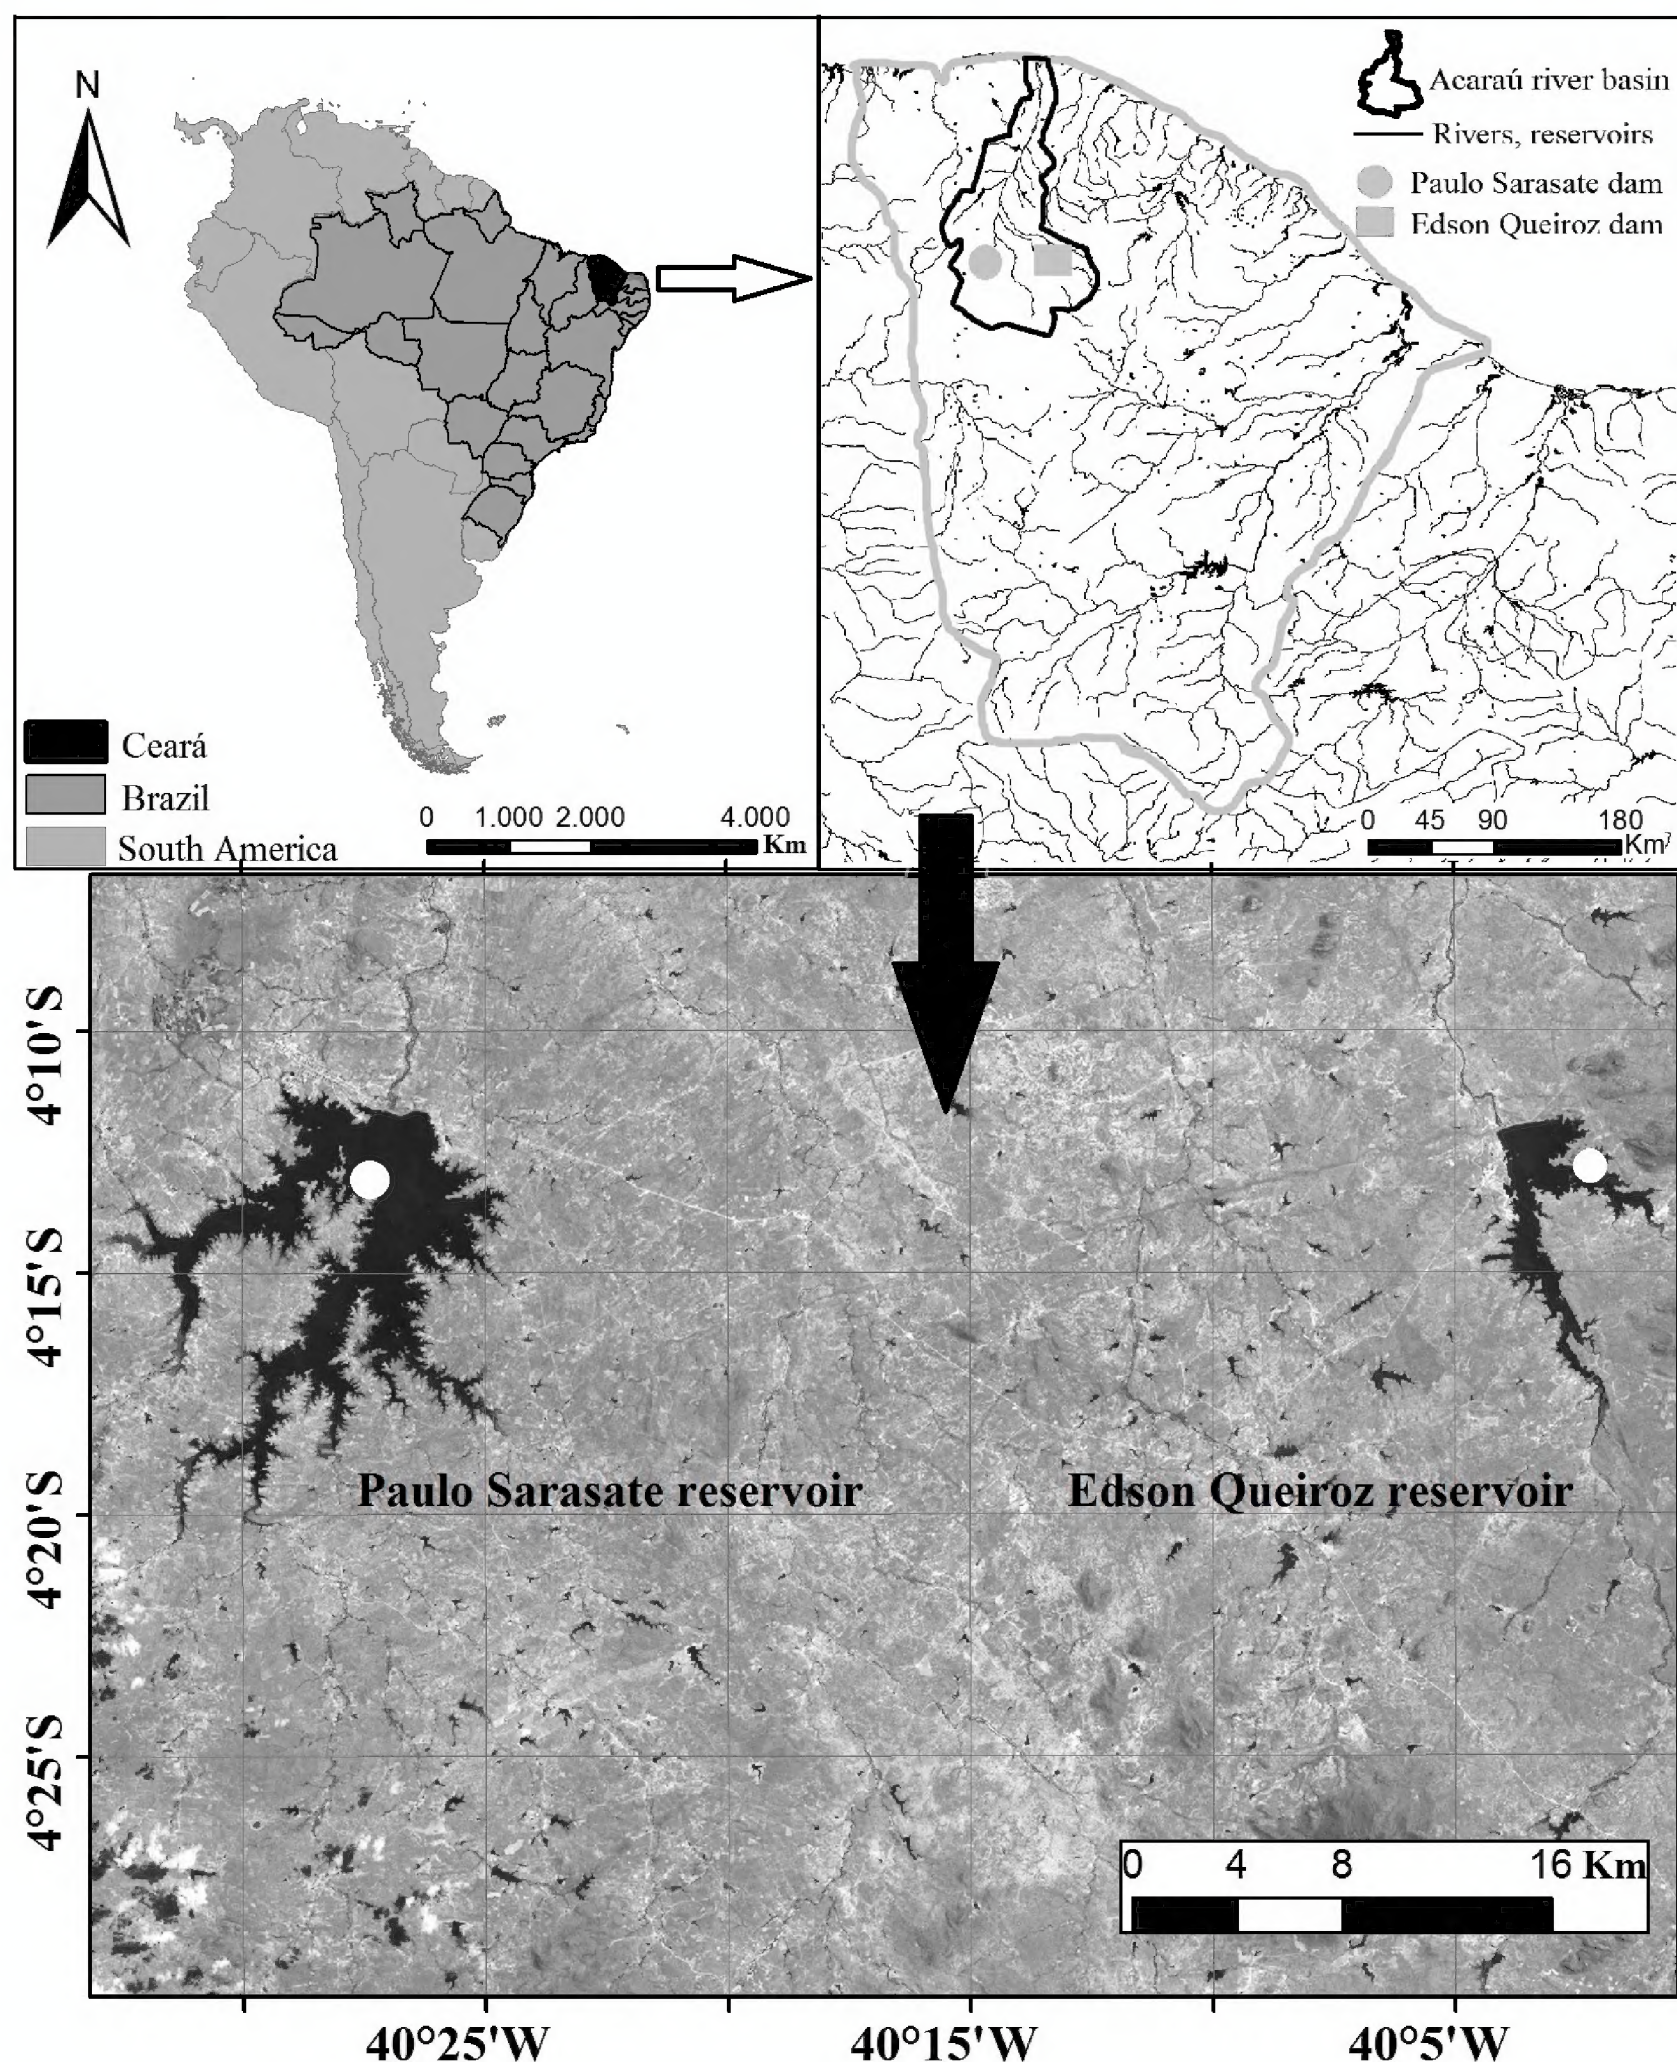 N
Ceará
Brazil
South America
0 1.000 2.000 4.000
Km
Acaraú river basin
Rivers, reservoirs
Paulo Sarasate dam
Edson Queiroz dam
0 45 90 180
Km
4°10'S
4°15'S
4°20'S
4°25'S
Paulo Sarasate reservoir
Edson Queiroz reservoir
0 4 8 16 Km
40°25'W 40°15'W 40°5'W